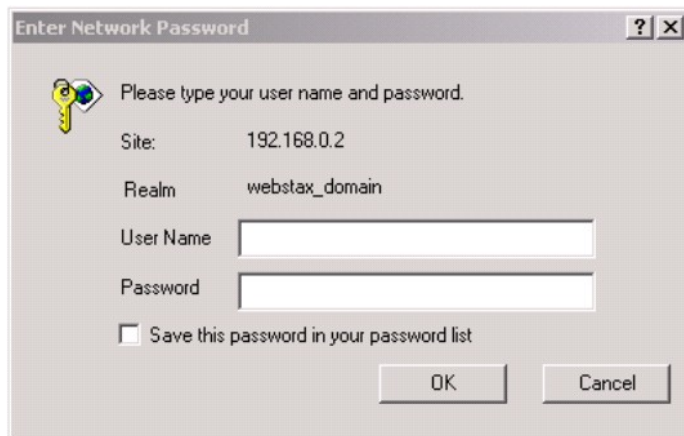 Enter Network Password
Please type your user name and password.
Site: 192.168.0.2
Realm webstax_domain
User Name
Password
Save this password in your password list
OK Cancel